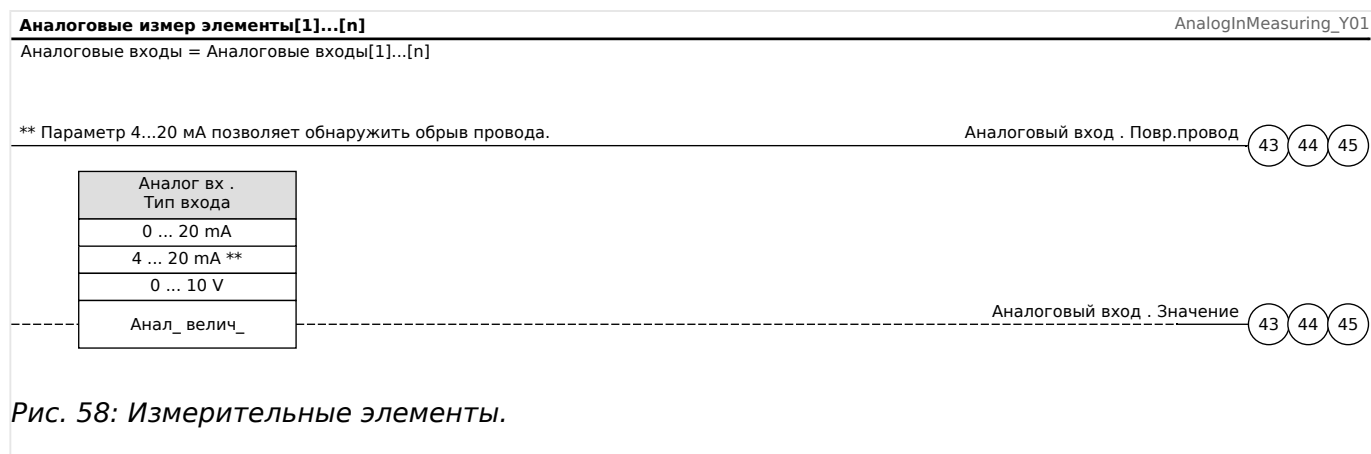 Аналоговые измер элементы[1]...[n]
AnalogInMeasuring_Y01
Аналоговые входы = Аналоговые входы[1]...[n]
** Параметр 4...20 мА позволяет обнаружить обрыв провода.
Аналоговый вход . Повр.провод
43 44 45
Аналог вх .
Тип входа
0 ... 20 mA
4 ... 20 mA **
0 ... 10 V
Анал_ велич_
Аналоговый вход . Значение
43 44 45
Рис. 58: Измерительные элементы.